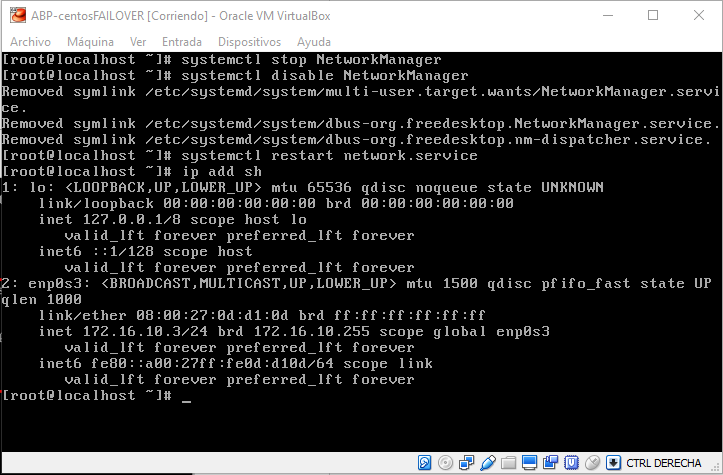 ABP-centosFAILOVER [Corriendo] - Oracle VM VirtualBox
Archivo Máquina Ver Entrada Dispositivos Ayuda
[root@localhost ~]# systemctl stop NetworkManager
[root@localhost ~]# systemctl disable NetworkManager
Removed symlink /etc/systemd/system/multi-user.target.wants/NetworkManager.servi
ce.
Removed symlink /etc/systemd/system/dbus-org.freedesktop.NetworkManager.service.
Removed symlink /etc/systemd/system/dbus-org.freedesktop.nm-dispatcher.service.
[root@localhost ~]# systemctl restart network.service
[root@localhost ~]# ip add sh
1: lo: <LOOPBACK,UP,LOWER_UP> mtu 65536 qdisc noqueue state UNKNOWN
    link/loopback 00:00:00:00:00:00 brd 00:00:00:00:00:00
    inet 127.0.0.1/8 scope host lo
       valid_lft forever preferred_lft forever
    inet6 ::1/128 scope host
       valid_lft forever preferred_lft forever
2: enp0s3: <BROADCAST,MULTICAST,UP,LOWER_UP> mtu 1500 qdisc pfifo_fast state UP
qlen 1000
    link/ether 08:00:27:0d:d1:0d brd ff:ff:ff:ff:ff:ff
    inet 172.16.10.3/24 brd 172.16.10.255 scope global enp0s3
       valid_lft forever preferred_lft forever
    inet6 fe80::a00:27ff:fe0d:d10d/64 scope link
       valid_lft forever preferred_lft forever
[root@localhost ~]# _
CTRL DERECHA